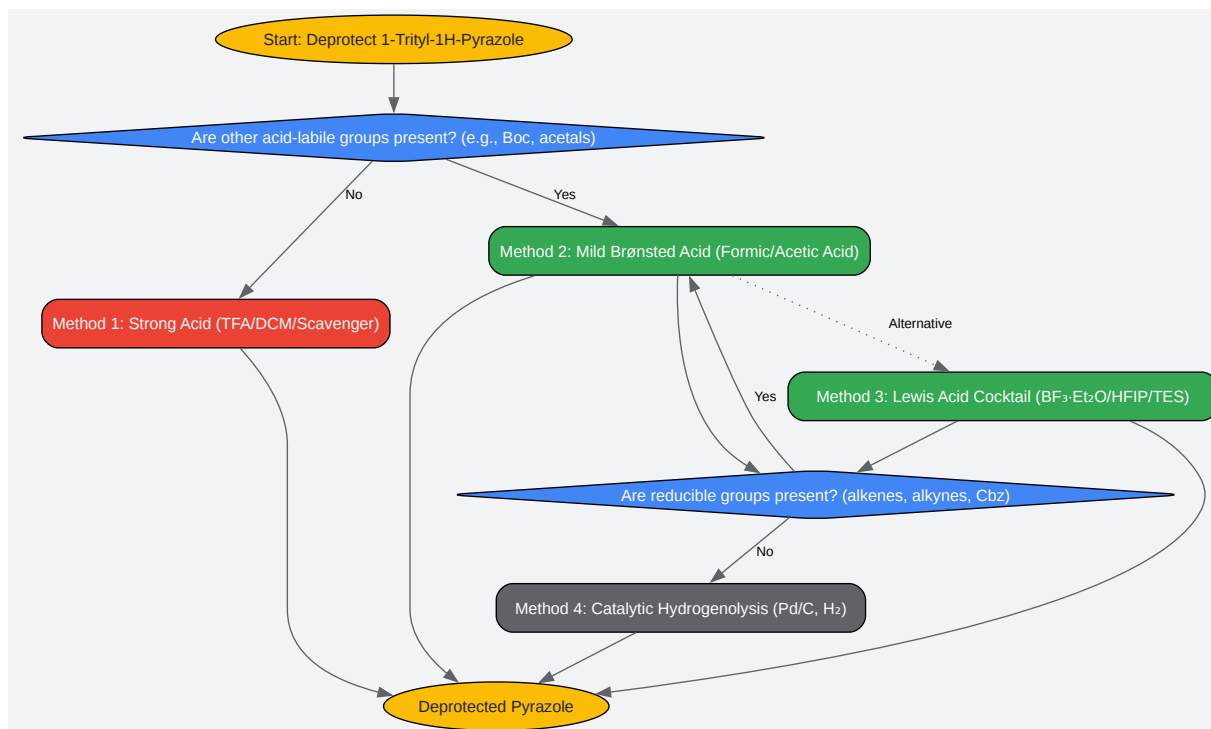 Start: Deprotect 1-Trityl-1H-Pyrazole
Are other acid-labile groups present? (e.g., Boc, acetals)
No
Yes
Method 2: Mild Brønsted Acid (Formic/Acetic Acid)
Method 1: Strong Acid (TFA/DCM/Scavenger)
Alternative
Yes
Method 3: Lewis Acid Cocktail (BF₃·Et₂O/HFIP/TES)
Are reducible groups present? (alkenes, alkynes, Cbz)
No
Method 4: Catalytic Hydrogenolysis (Pd/C, H₂)
Deprotected Pyrazole